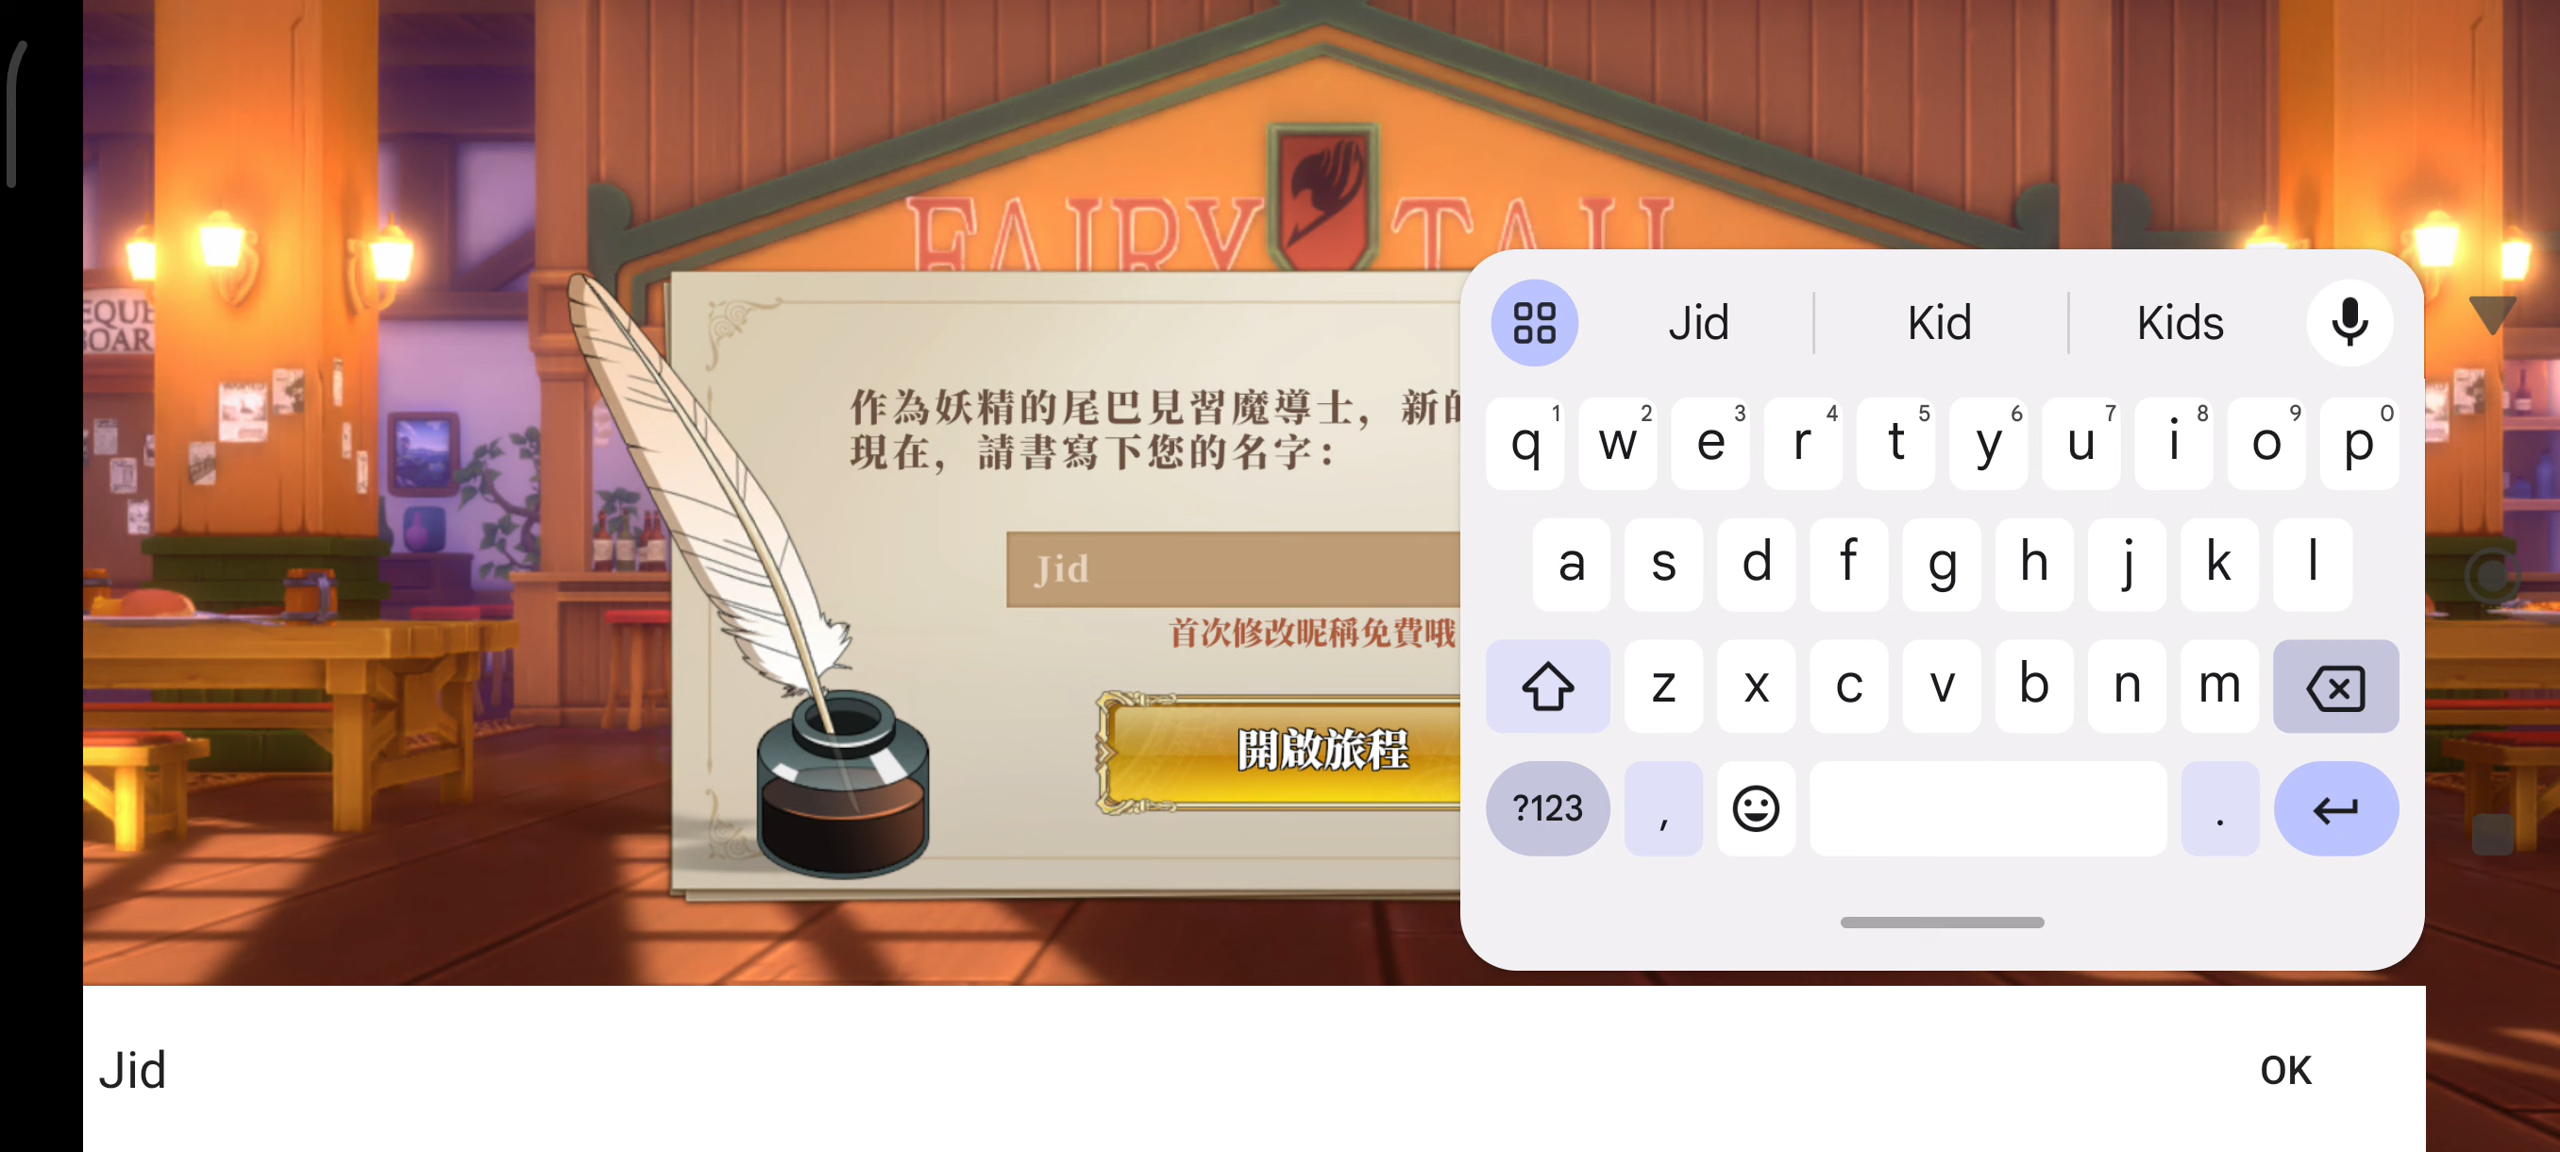 FAIRY TAIL
作為妖精的尾巴見習魔導士，新的
現在，請書寫下您的名字：
Jid
首次修改昵稱免費哦
開啟旅程
Jid Kid Kids
q 1 w 2 e 3 r 4 t 5 y 6 u 7 i 8 o 9 p 0
a s d f g h j k l
z x c v b n m
?123 , .
Jid OK